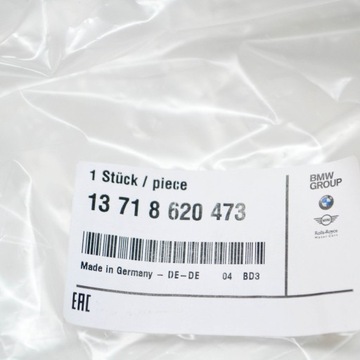 1 Stück / piece
13 71 8 620 473
Made in Germany – DE–DE 04 BD3
EAC
BMW
GROUP